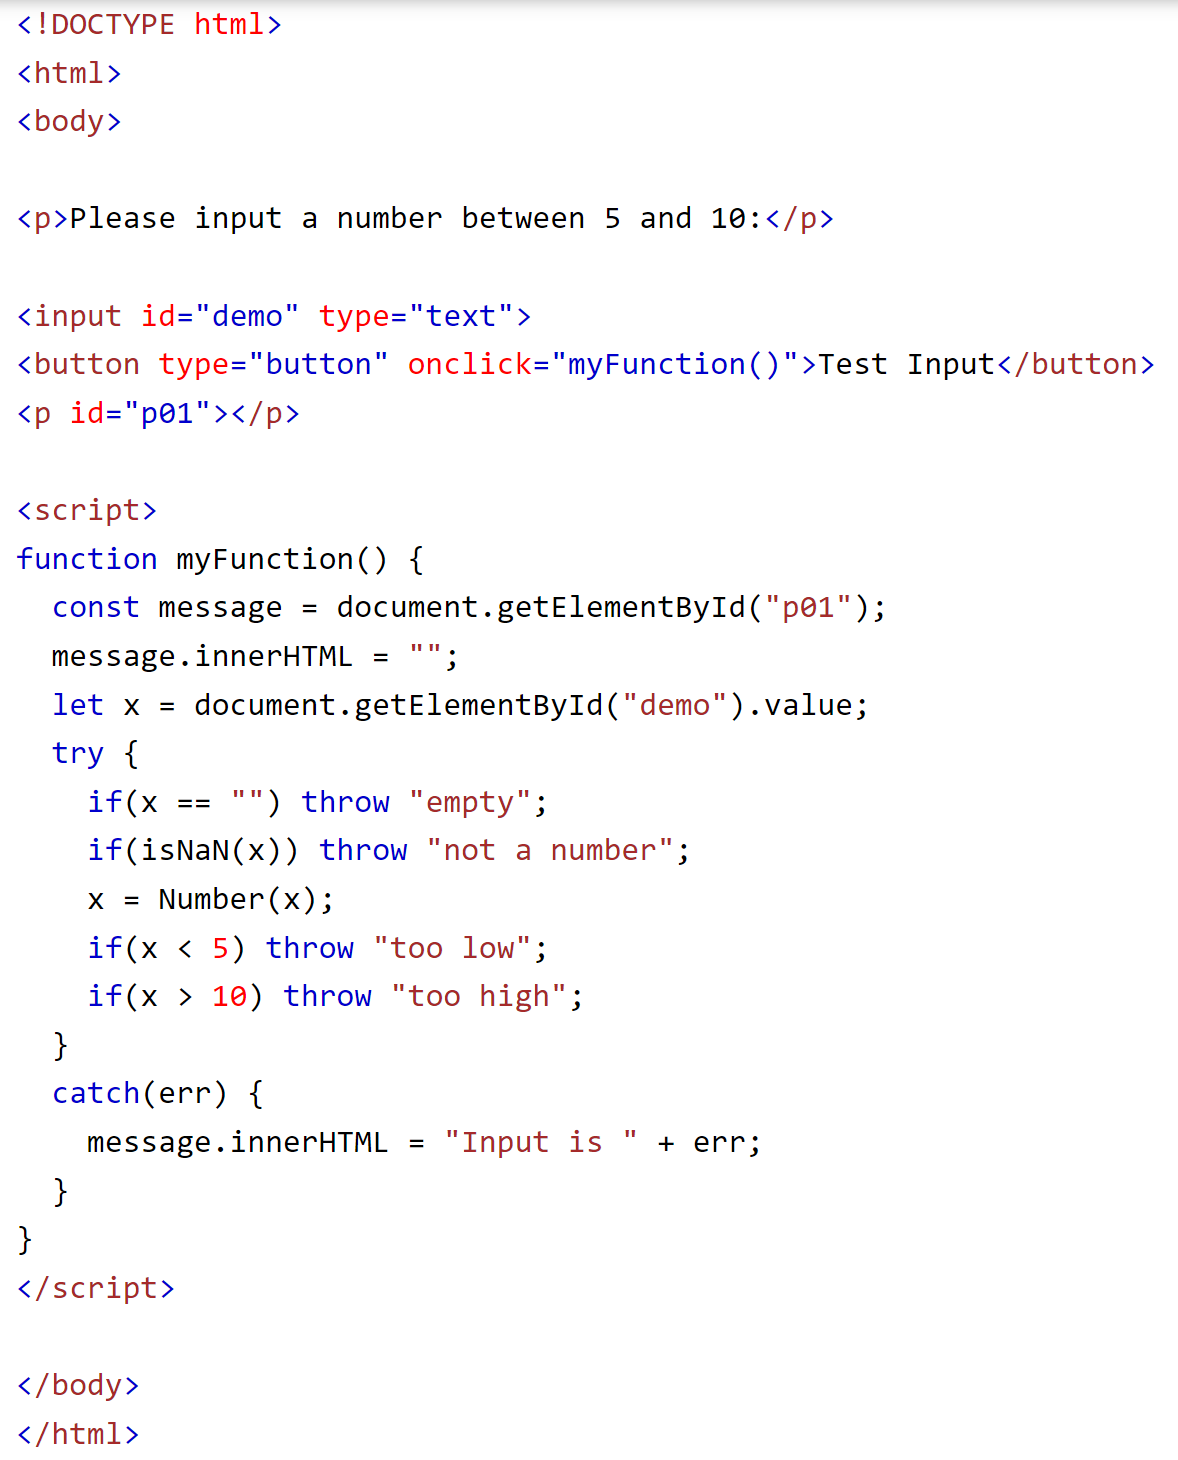 <!DOCTYPE html>
<html>
<body>

<p>Please input a number between 5 and 10:</p>

<input id="demo" type="text">
<button type="button" onclick="myFunction()">Test Input</button>
<p id="p01"></p>

<script>
function myFunction() {
  const message = document.getElementById("p01");
  message.innerHTML = "";
  let x = document.getElementById("demo").value;
  try {
    if(x == "") throw "empty";
    if(isNaN(x)) throw "not a number";
    x = Number(x);
    if(x < 5) throw "too low";
    if(x > 10) throw "too high";
  }
  catch(err) {
    message.innerHTML = "Input is " + err;
  }
}
</script>

</body>
</html>